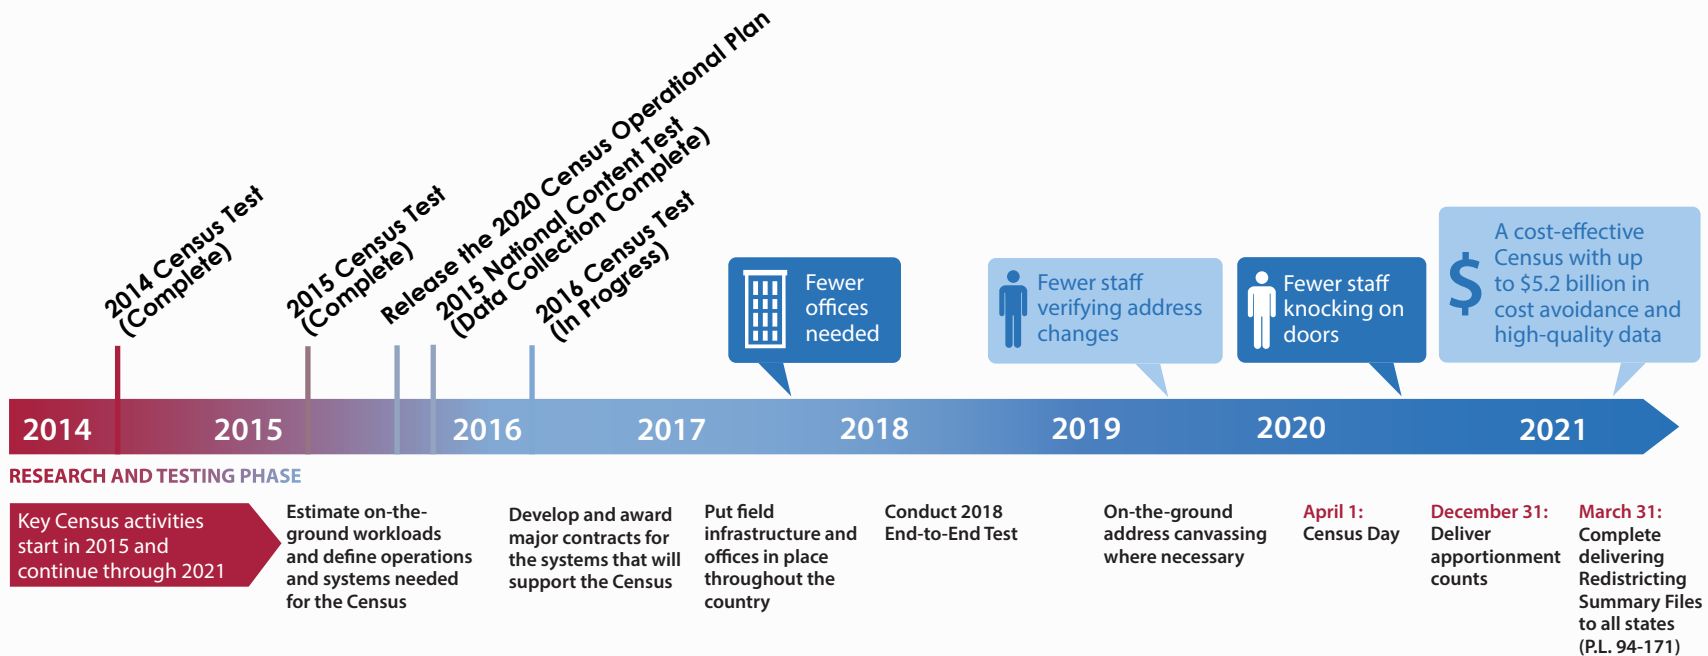 2014 Census Test
(Complete)
2015 Census Test
(Complete)
Release the 2020 Census Operational Plan
2015 National Content Test
(Data Collection Complete)
2016 Census Test
(In Progress)
Fewer
offices
needed
Fewer staff
verifying address
changes
Fewer staff
knocking on
doors
$
A cost-effective
Census with up
to $5.2 billion in
cost avoidance and
high-quality data
2014
2015
2016
2017
2018
2019
2020
2021
RESEARCH AND TESTING PHASE
Key Census activities
start in 2015 and
continue through 2021
Estimate on-the-
ground workloads
and define operations
and systems needed
for the Census
Develop and award
major contracts for
the systems that will
support the Census
Put field
infrastructure and
offices in place
throughout the
country
Conduct 2018
End-to-End Test
On-the-ground
address canvassing
where necessary
April 1:
Census Day
December 31:
Deliver
apportionment
counts
March 31:
Complete
delivering
Redistricting
Summary Files
to all states
(P.L. 94-171)